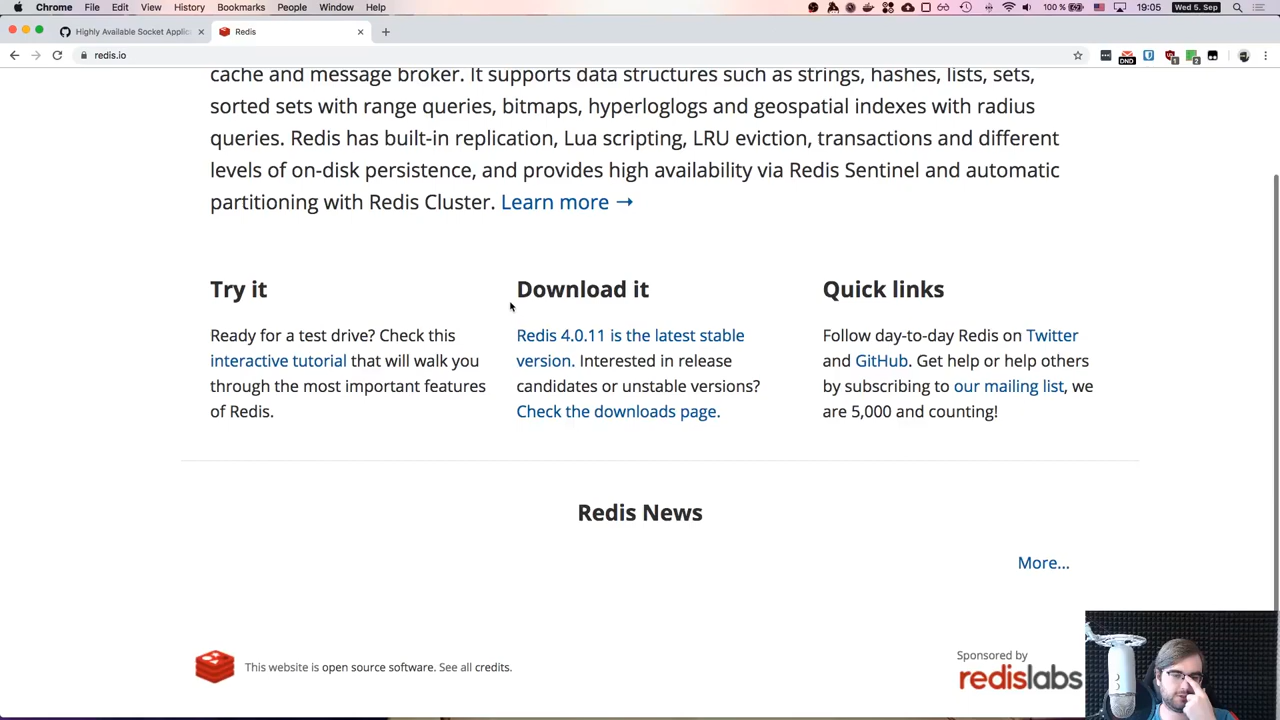 Chrome File Edit View History Bookmarks People Window Help 100 % 19:05 Wed 5. Sep
Highly Available Socket Applic
Redis
redis.io
DND
1
2
cache and message broker. It supports data structures such as strings, hashes, lists, sets,
sorted sets with range queries, bitmaps, hyperloglogs and geospatial indexes with radius
queries. Redis has built-in replication, Lua scripting, LRU eviction, transactions and different
levels of on-disk persistence, and provides high availability via Redis Sentinel and automatic
partitioning with Redis Cluster. Learn more →
Try it
Ready for a test drive? Check this
interactive tutorial that will walk you
through the most important features
of Redis.
Download it
Redis 4.0.11 is the latest stable
version. Interested in release
candidates or unstable versions?
Check the downloads page.
Quick links
Follow day-to-day Redis on Twitter
and GitHub. Get help or help others
by subscribing to our mailing list, we
are 5,000 and counting!
Redis News
More...
This website is open source software. See all credits.
Sponsored by
redislabs